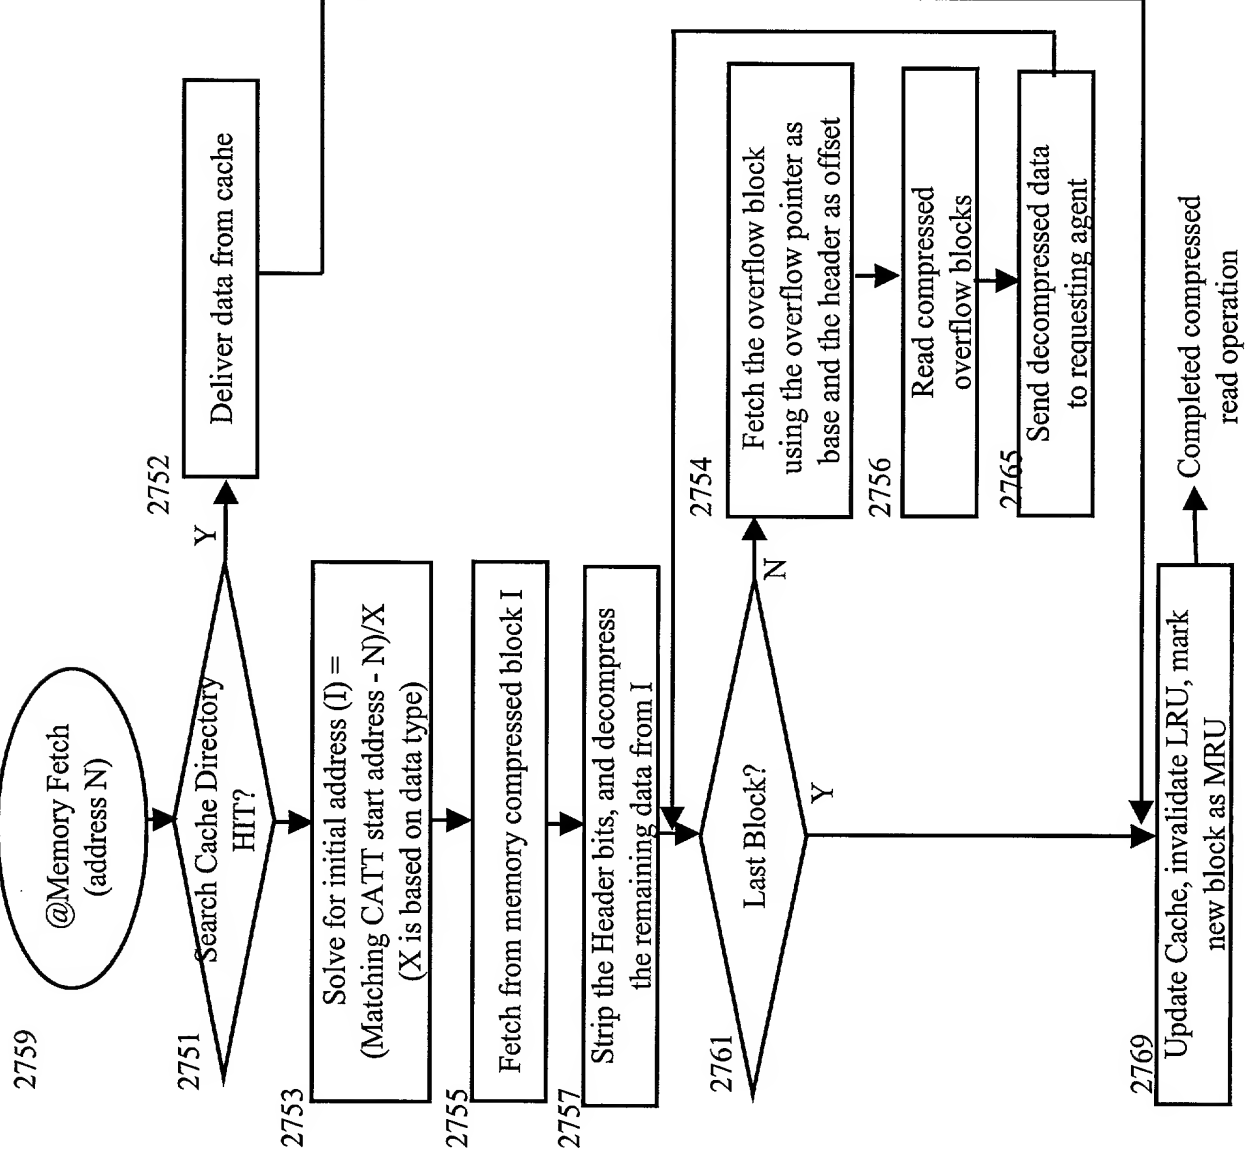 2759
@Memory Fetch
(address N)
2751
Search Cache Directory
HIT?
Y
2752
Deliver data from cache
2753
Solve for initial address (I) =
(Matching CATT start address - N)/X
(X is based on data type)
2755
Fetch from memory compressed block I
2757
Strip the Header bits, and decompress
the remaining data from I
2761
Last Block?
N
Y
2754
Fetch the overflow block
using the overflow pointer as
base and the header as offset
2756
Read compressed
overflow blocks
2765
Send decompressed data
to requesting agent
2769
Update Cache, invalidate LRU, mark
new block as MRU
Completed compressed
read operation